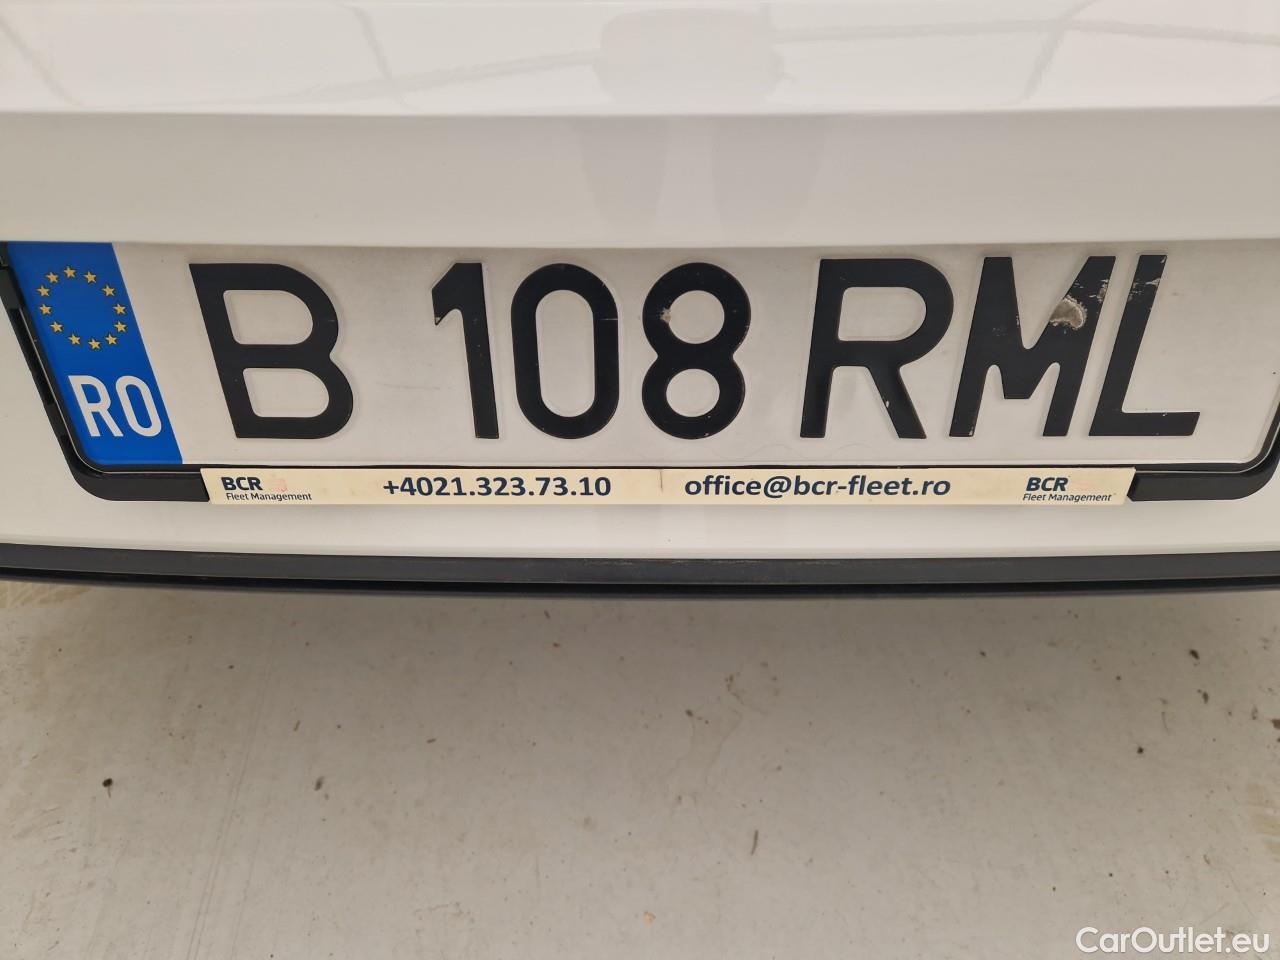 RO B 108 RML
BCR Fleet Management +4021.323.73.10 office@bcr-fleet.ro BCR Fleet Management
CarOutlet.eu